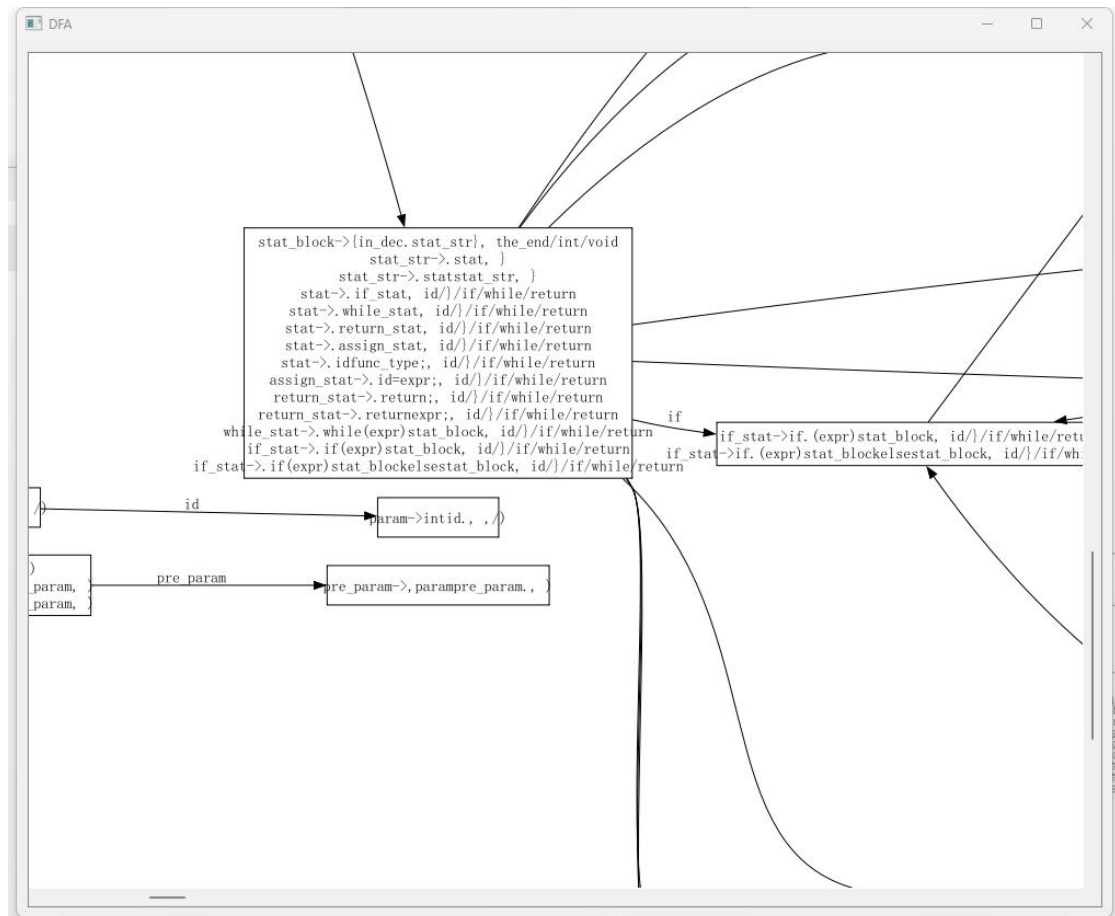 DFA
stat_block->{in_dec.stat_str}, the_end/int/void
stat_str->.stat, }
stat_str->.statstat_str, }
stat->.if_stat, id/}/if/while/return
stat->.while_stat, id/}/if/while/return
stat->.return_stat, id/}/if/while/return
stat->.assign_stat, id/}/if/while/return
stat->.idfunc_type;, id/}/if/while/return
assign_stat->.id=expr;, id/}/if/while/return
return_stat->.return;, id/}/if/while/return
return_stat->.returnexpr;, id/}/if/while/return
while_stat->.while(expr)stat_block, id/}/if/while/return
if_stat->.if(expr)stat_block, id/}/if/while/return
if_stat->.if(expr)stat_blockelsestat_block, id/}/if/while/return
if
if_stat->if.(expr)stat_block, id/}/if/while/retu
if_stat->if.(expr)stat_blockelsestat_block, id/}/if/wh
/)
id
param->intid., ,/)
)
_param, )
_param, )
pre_param
pre_param->,parampre_param., )